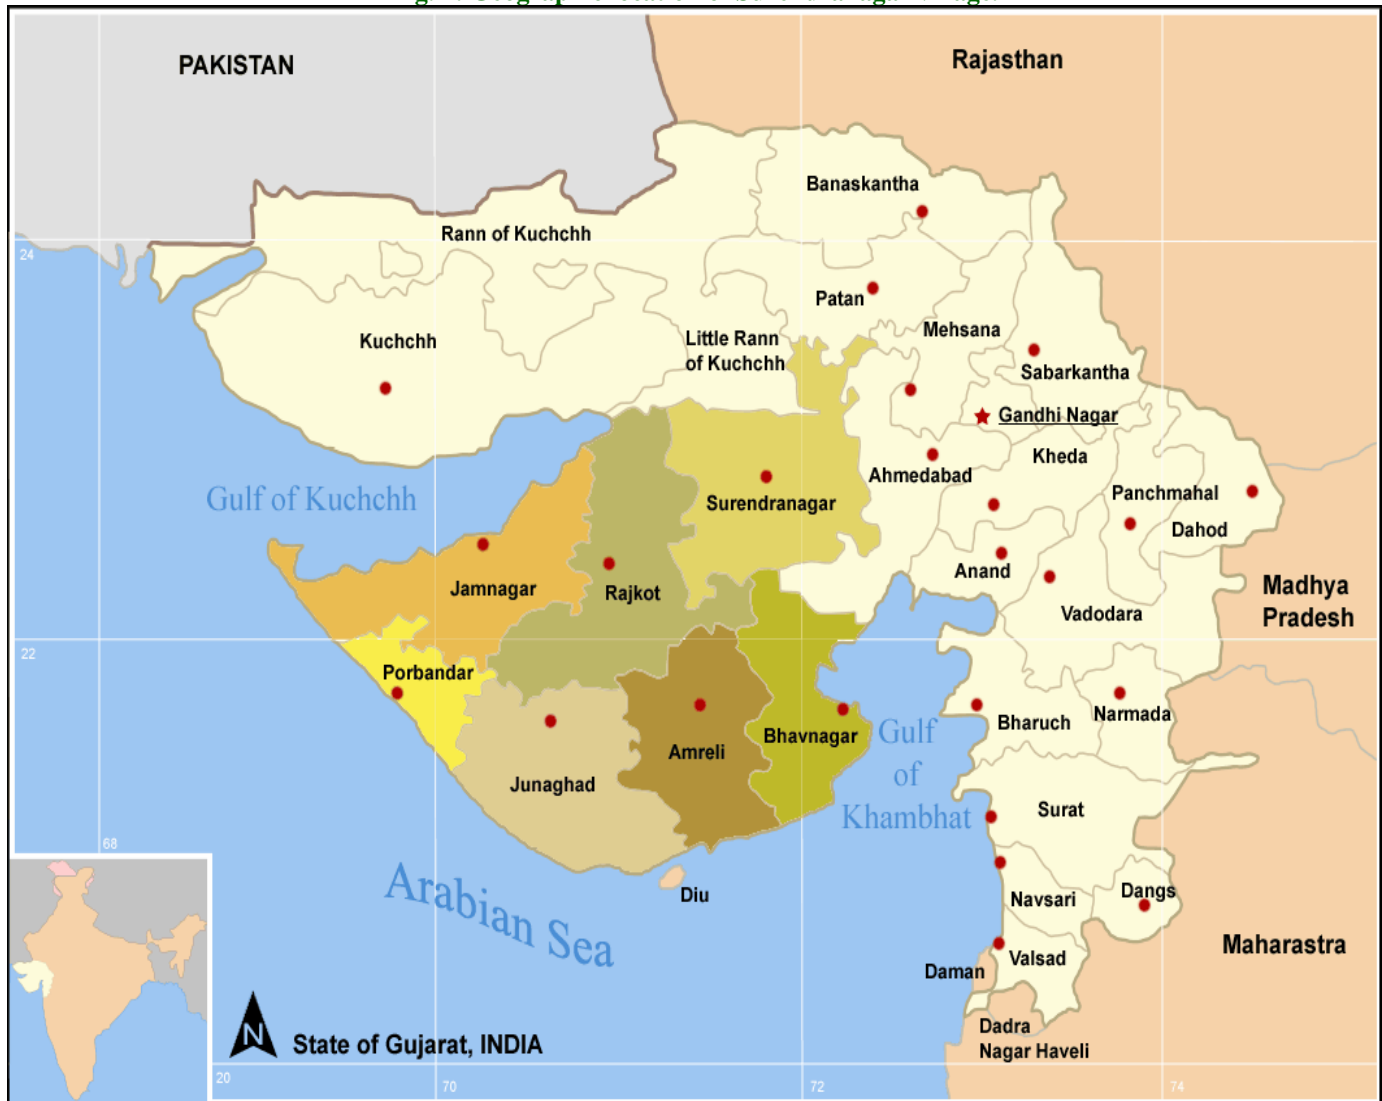 PAKISTAN
Rajasthan
Banaskantha
Rann of Kuchchh
24
Patan
Mehsana
Kuchchh
Little Rann
of Kuchchh
Sabarkantha
Gandhi Nagar
Kheda
Ahmedabad
Gulf of Kuchchh
Surendranagar
Panchmahal
Dahod
Anand
Jamnagar
Rajkot
Madhya
Pradesh
Vadodara
22
Porbandar
Bharuch
Narmada
Gulf
of
Khambhat
Bhavnagar
Amreli
Junaghad
Surat
68
Arabian Sea
Diu
Navsari
Dangs
Maharastra
Valsad
Daman
N
State of Gujarat, INDIA
Dadra
Nagar Haveli
20
70
72
74